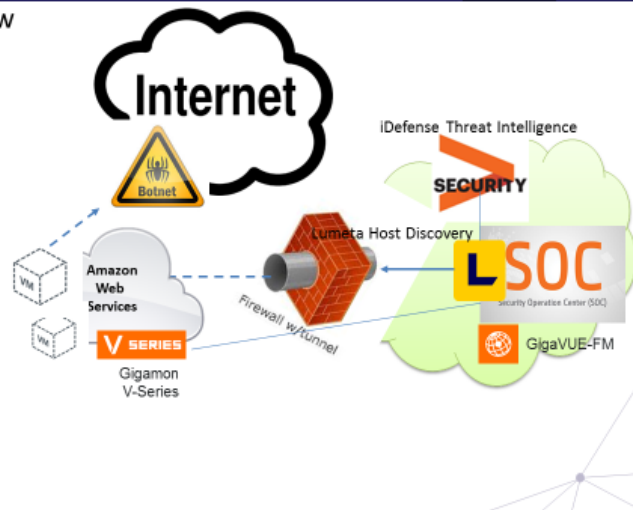 w
Internet
iDefense Threat Intelligence
Botnet
SECURITY
Lumeta Host Discovery
VM
Amazon
Web
Services
L
SOC
Security Operation Center (SOC)
Firewall w/tunnel
VM
V SERIES
GigaVUE-FM
Gigamon
V-Series